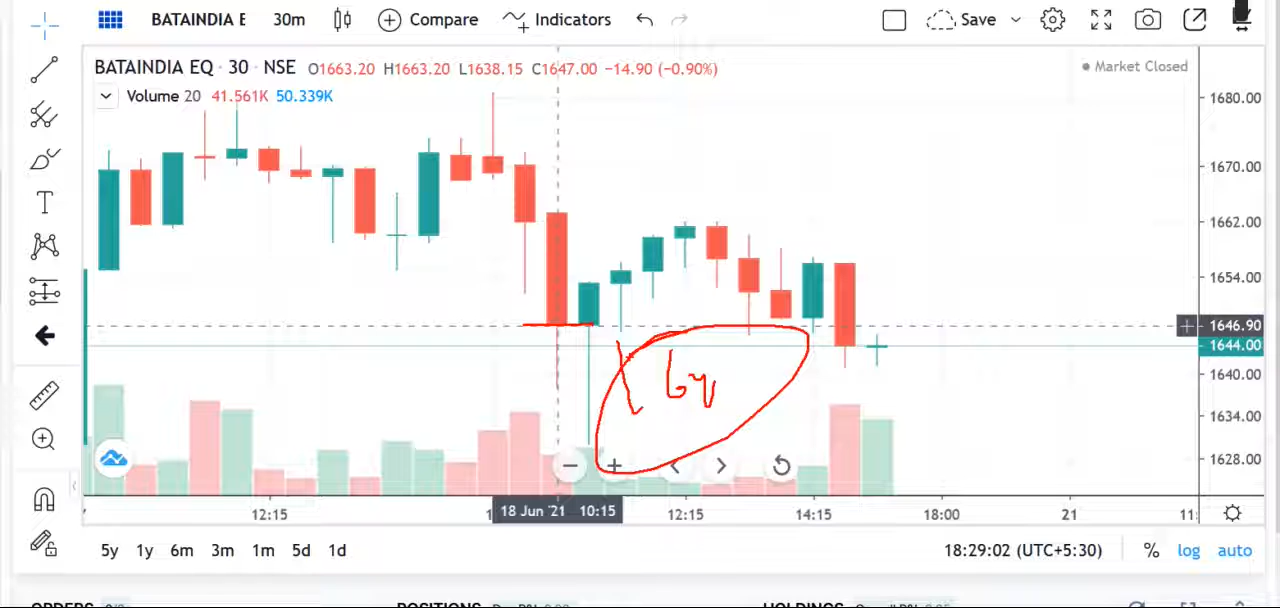 BATAINDIA E 30m Compare Indicators Save
BATAINDIA EQ · 30 · NSE O1663.20 H1663.20 L1638.15 C1647.00 −14.90 (−0.90%)
Market Closed
Volume 20 41.561K 50.339K
1680.00
1670.00
1662.00
1654.00
1646.90
1644.00
1640.00
1634.00
1628.00
12:15 18 Jun '21 10:15 12:15 14:15 18:00 21 11:
5y 1y 6m 3m 1m 5d 1d 18:29:02 (UTC+5:30) % log auto